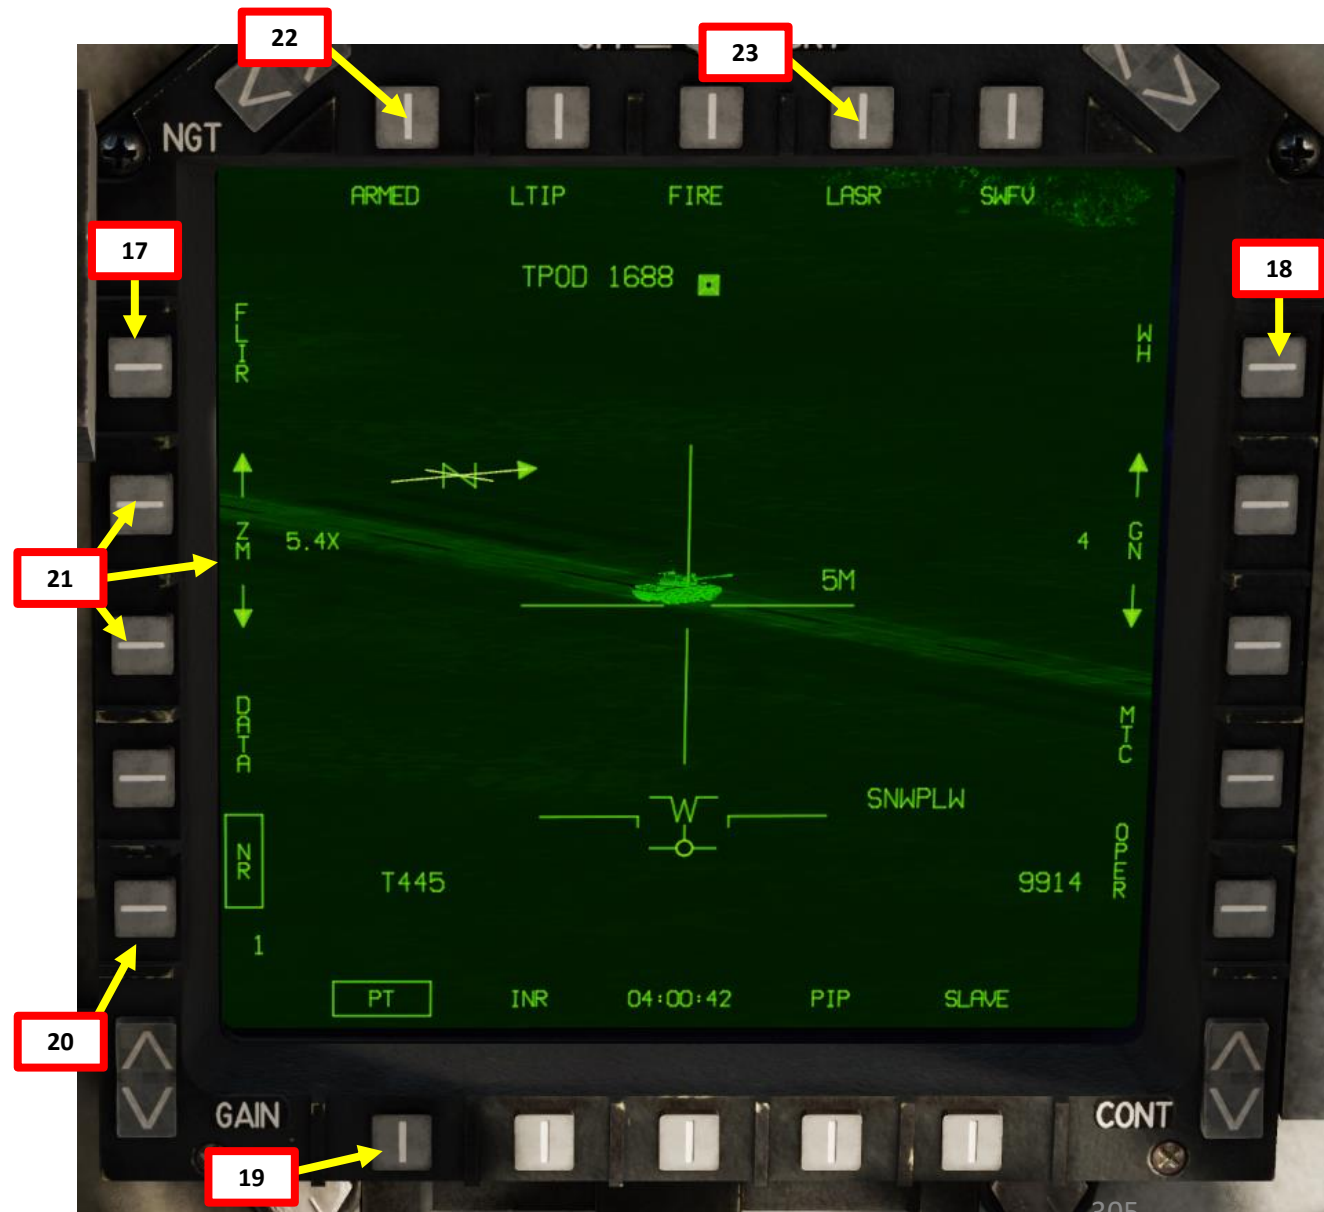 22
23
NGT
ARMED LTIP FIRE LASR SWFV
17
18
TPOD 1688
FLIR
WH
ZM
5.4X
4
GN
21
5M
DATA
MTC
SNWPLW
W
NR
OPER
T445
9914
1
PT INR 04:00:42 PIP SLAVE
20
GAIN
CONT
19
305